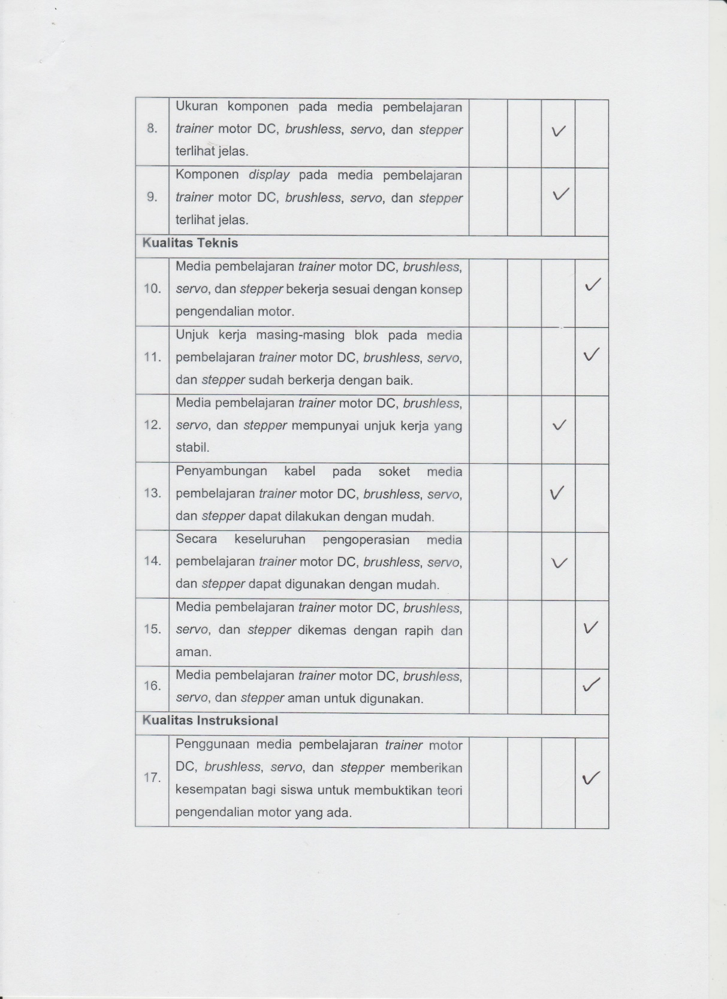 Ukuran komponen pada media pembelajaran
8. trainer motor DC, brushless, servo, dan stepper ✓
terlihat jelas.
Komponen display pada media pembelajaran
9. trainer motor DC, brushless, servo, dan stepper ✓
terlihat jelas.
Kualitas Teknis
Media pembelajaran trainer motor DC, brushless,
10. servo, dan stepper bekerja sesuai dengan konsep ✓
pengendalian motor.
Unjuk kerja masing-masing blok pada media
11. pembelajaran trainer motor DC, brushless, servo, ✓
dan stepper sudah berkerja dengan baik.
Media pembelajaran trainer motor DC, brushless,
12. servo, dan stepper mempunyai unjuk kerja yang ✓
stabil.
Penyambungan kabel pada soket media
13. pembelajaran trainer motor DC, brushless, servo, ✓
dan stepper dapat dilakukan dengan mudah.
Secara keseluruhan pengoperasian media
14. pembelajaran trainer motor DC, brushless, servo, ✓
dan stepper dapat digunakan dengan mudah.
Media pembelajaran trainer motor DC, brushless,
15. servo, dan stepper dikemas dengan rapih dan ✓
aman.
Media pembelajaran trainer motor DC, brushless,
16. servo, dan stepper aman untuk digunakan. ✓
Kualitas Instruksional
Penggunaan media pembelajaran trainer motor
DC, brushless, servo, dan stepper memberikan
17. kesempatan bagi siswa untuk membuktikan teori ✓
pengendalian motor yang ada.